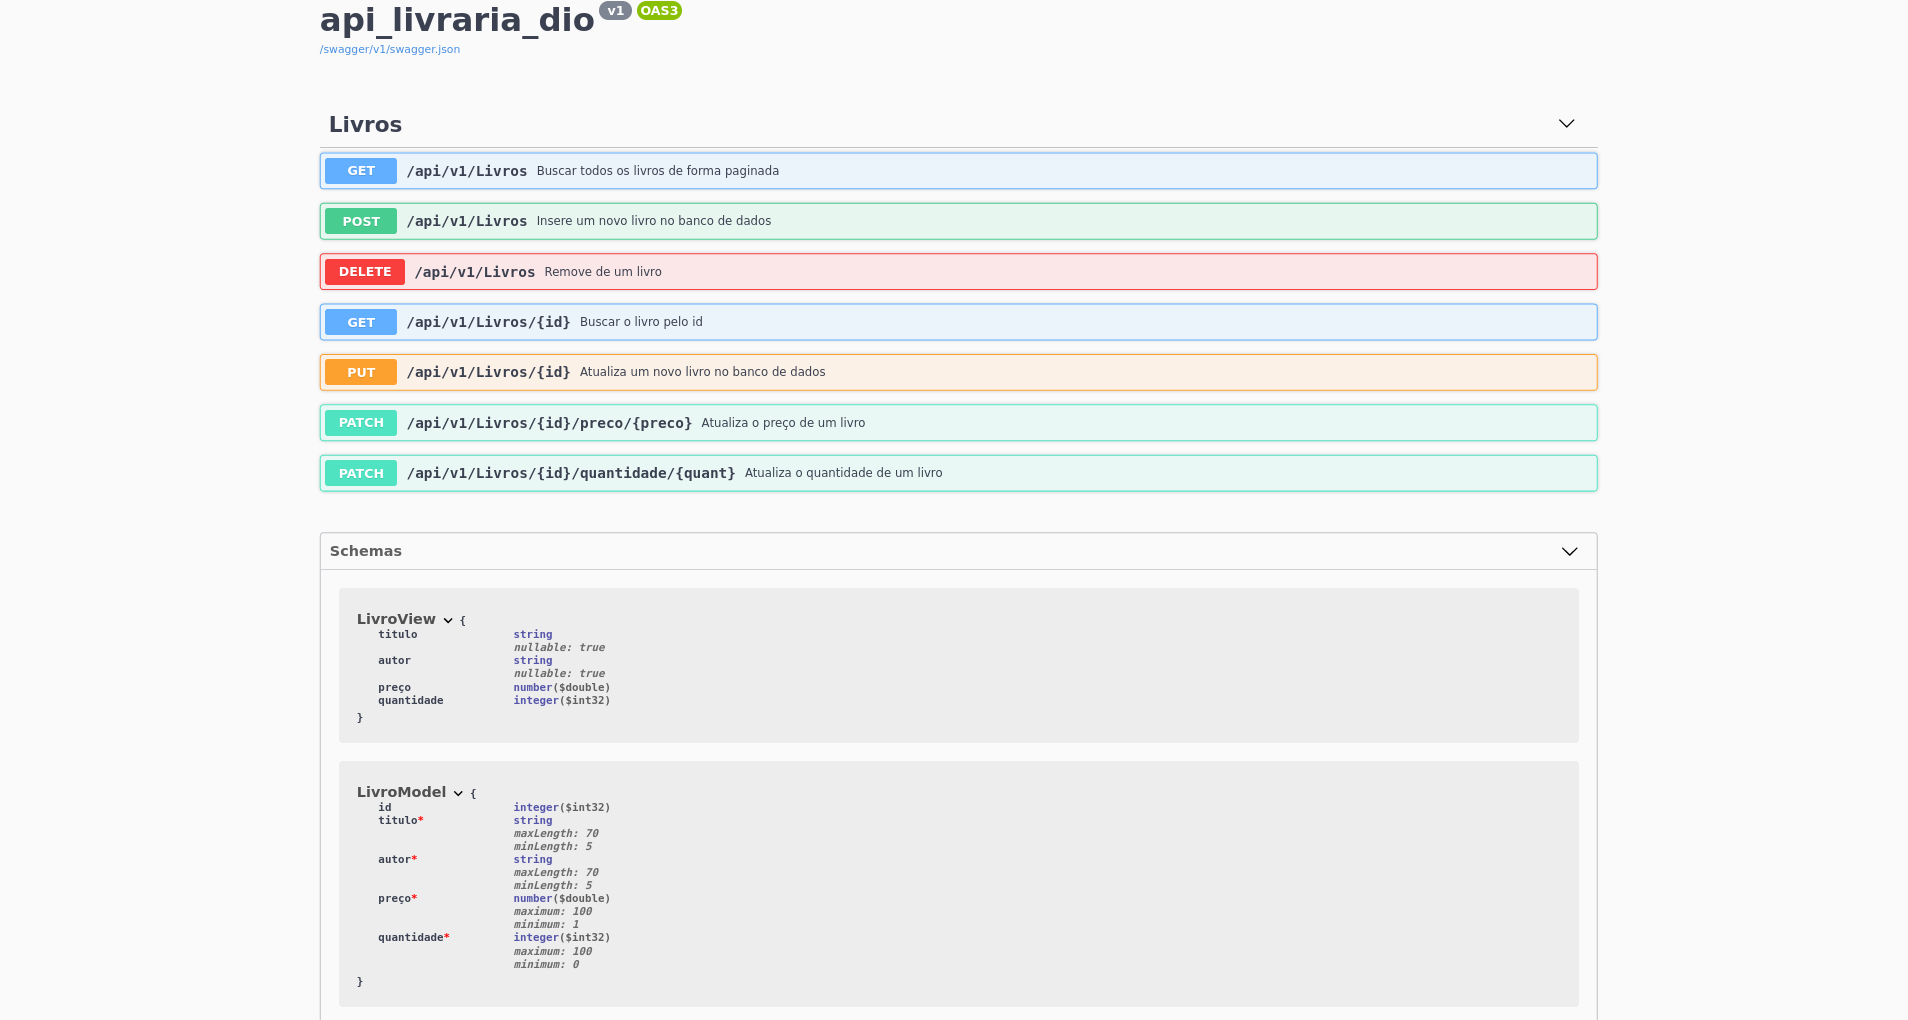 api_livraria_dio v1 OAS3
/swagger/v1/swagger.json
Livros
GET /api/v1/Livros Buscar todos os livros de forma paginada
POST /api/v1/Livros Insere um novo livro no banco de dados
DELETE /api/v1/Livros Remove de um livro
GET /api/v1/Livros/{id} Buscar o livro pelo id
PUT /api/v1/Livros/{id} Atualiza um novo livro no banco de dados
PATCH /api/v1/Livros/{id}/preco/{preco} Atualiza o preço de um livro
PATCH /api/v1/Livros/{id}/quantidade/{quant} Atualiza o quantidade de um livro
Schemas
LivroView {
titulo string
nullable: true
autor string
nullable: true
preço number($double)
quantidade integer($int32)
}
LivroModel {
id integer($int32)
titulo* string
maxLength: 70
minLength: 5
autor* string
maxLength: 70
minLength: 5
preço* number($double)
maximum: 100
minimum: 1
quantidade* integer($int32)
maximum: 100
minimum: 0
}